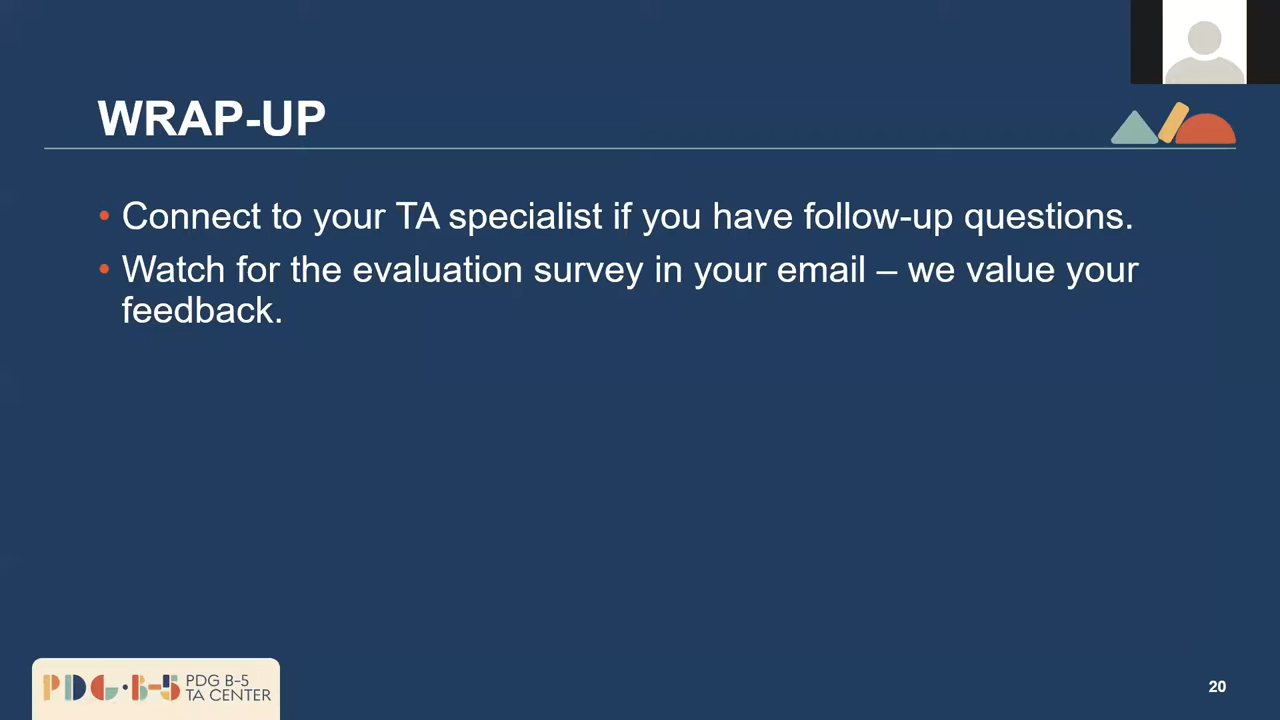 WRAP-UP
• Connect to your TA specialist if you have follow-up questions.
• Watch for the evaluation survey in your email – we value your
feedback.
PDG·B-5 PDG B–5
TA CENTER
20